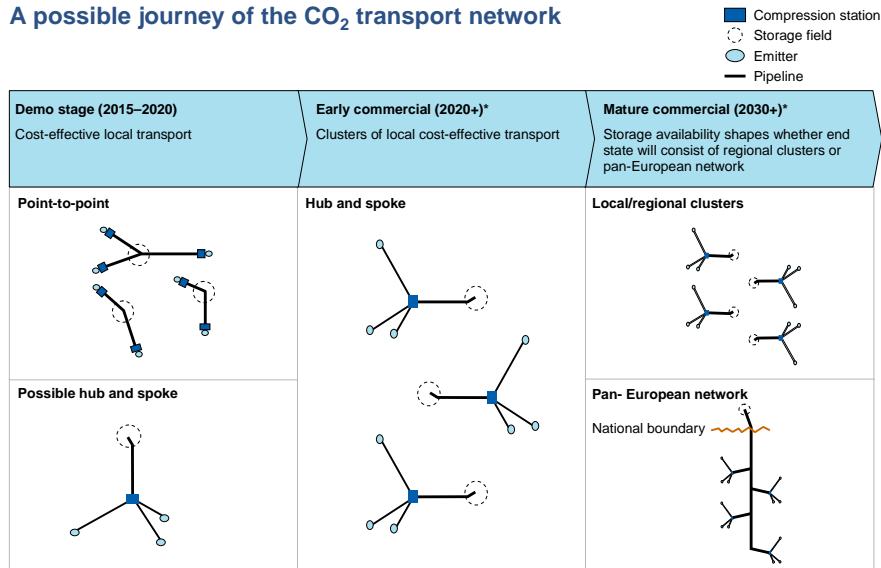 A possible journey of the CO₂ transport network
Compression station
Storage field
Emitter
Pipeline
Demo stage (2015–2020)
Cost-effective local transport
Early commercial (2020+)*
Clusters of local cost-effective transport
Mature commercial (2030+)*
Storage availability shapes whether end
state will consist of regional clusters or
pan-European network
Point-to-point
Hub and spoke
Local/regional clusters
Possible hub and spoke
Pan- European network
National boundary